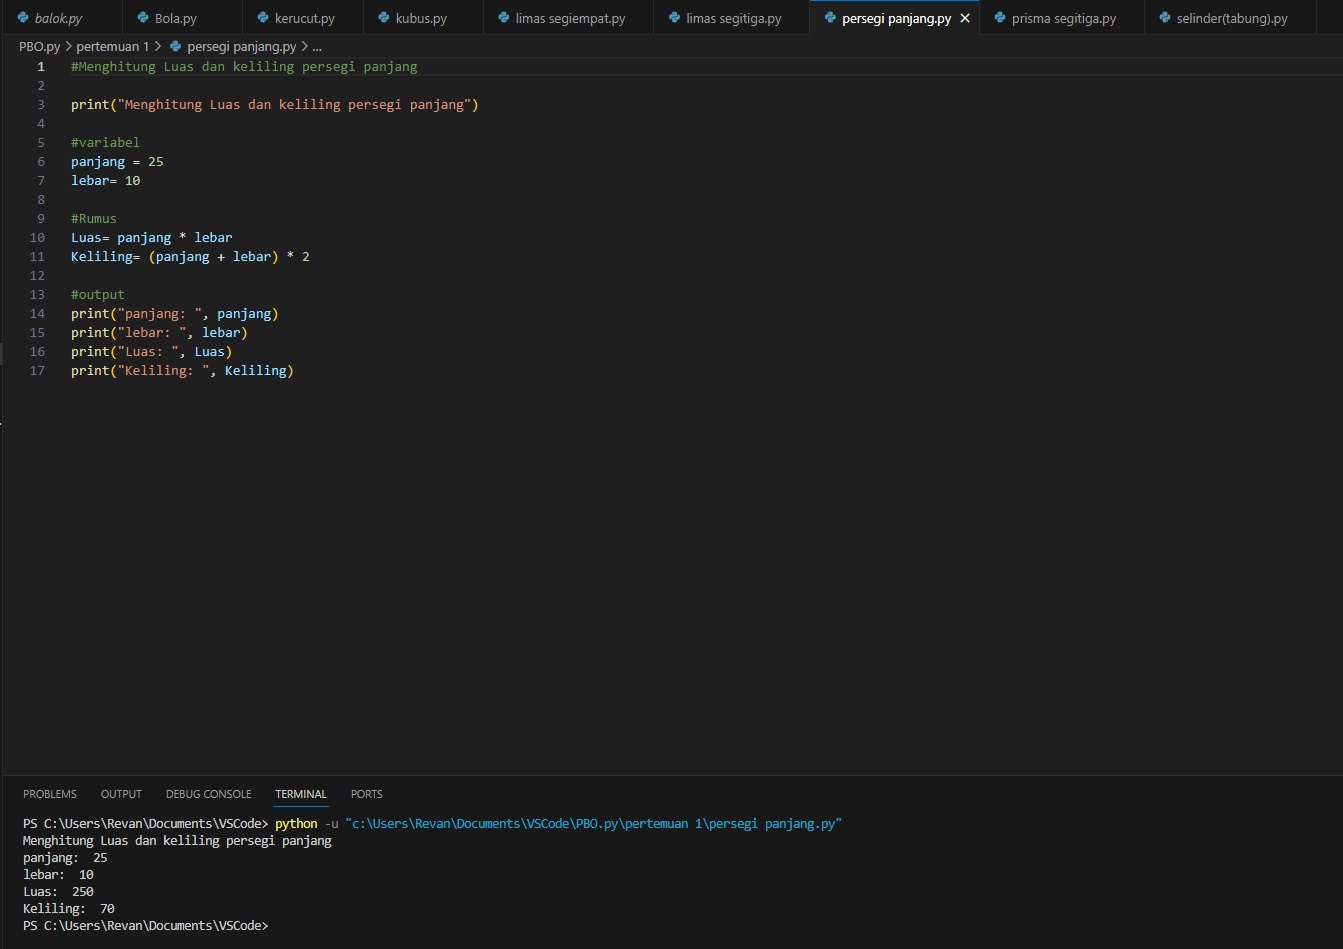 balok.py Bola.py kerucut.py kubus.py limas segiempat.py limas segitiga.py persegi panjang.py prisma segitiga.py selinder(tabung).py
PBO.py > pertemuan 1 > persegi panjang.py > ...
1 #Menghitung Luas dan keliling persegi panjang
2
3 print("Menghitung Luas dan keliling persegi panjang")
4
5 #variabel
6 panjang = 25
7 lebar= 10
8
9 #Rumus
10 Luas= panjang * lebar
11 Keliling= (panjang + lebar) * 2
12
13 #output
14 print("panjang: ", panjang)
15 print("lebar: ", lebar)
16 print("Luas: ", Luas)
17 print("Keliling: ", Keliling)
PROBLEMS OUTPUT DEBUG CONSOLE TERMINAL PORTS
PS C:\Users\Revan\Documents\VSCode> python -u "c:\Users\Revan\Documents\VSCode\PBO.py\pertemuan 1\persegi panjang.py"
Menghitung Luas dan keliling persegi panjang
panjang:  25
lebar:  10
Luas:  250
Keliling:  70
PS C:\Users\Revan\Documents\VSCode>